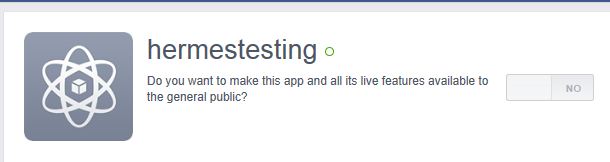 hermestesting
Do you want to make this app and all its live features available to
the general public?
NO